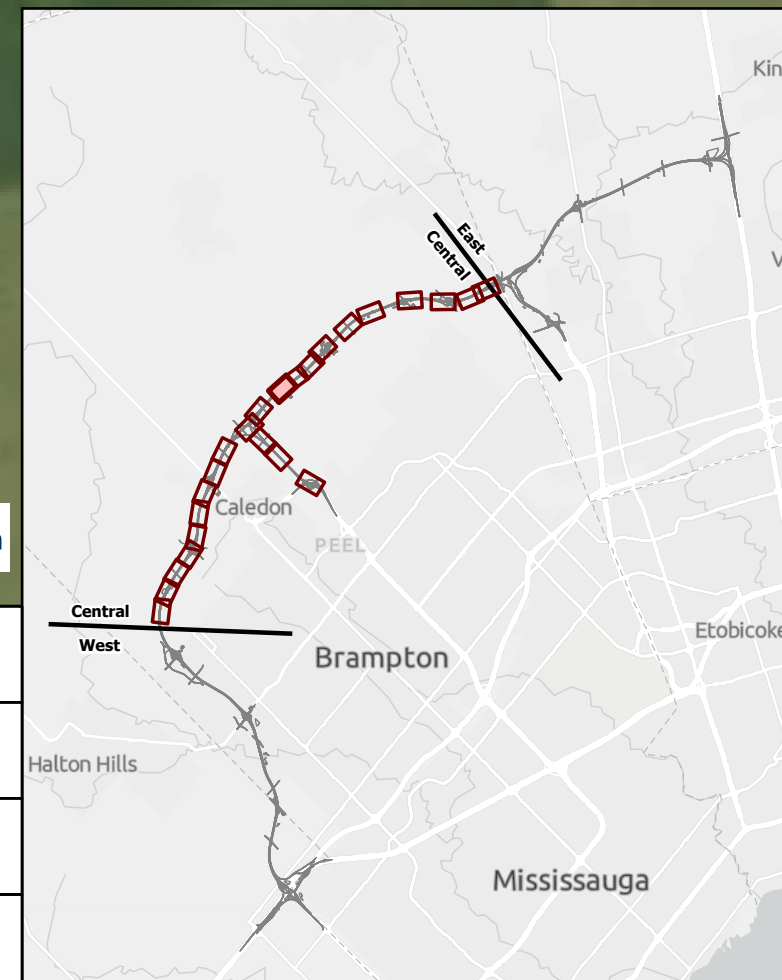 Kin
East
Central
V
Caledon
PEEL
Central
West
Etobicoke
Brampton
Halton Hills
Mississauga